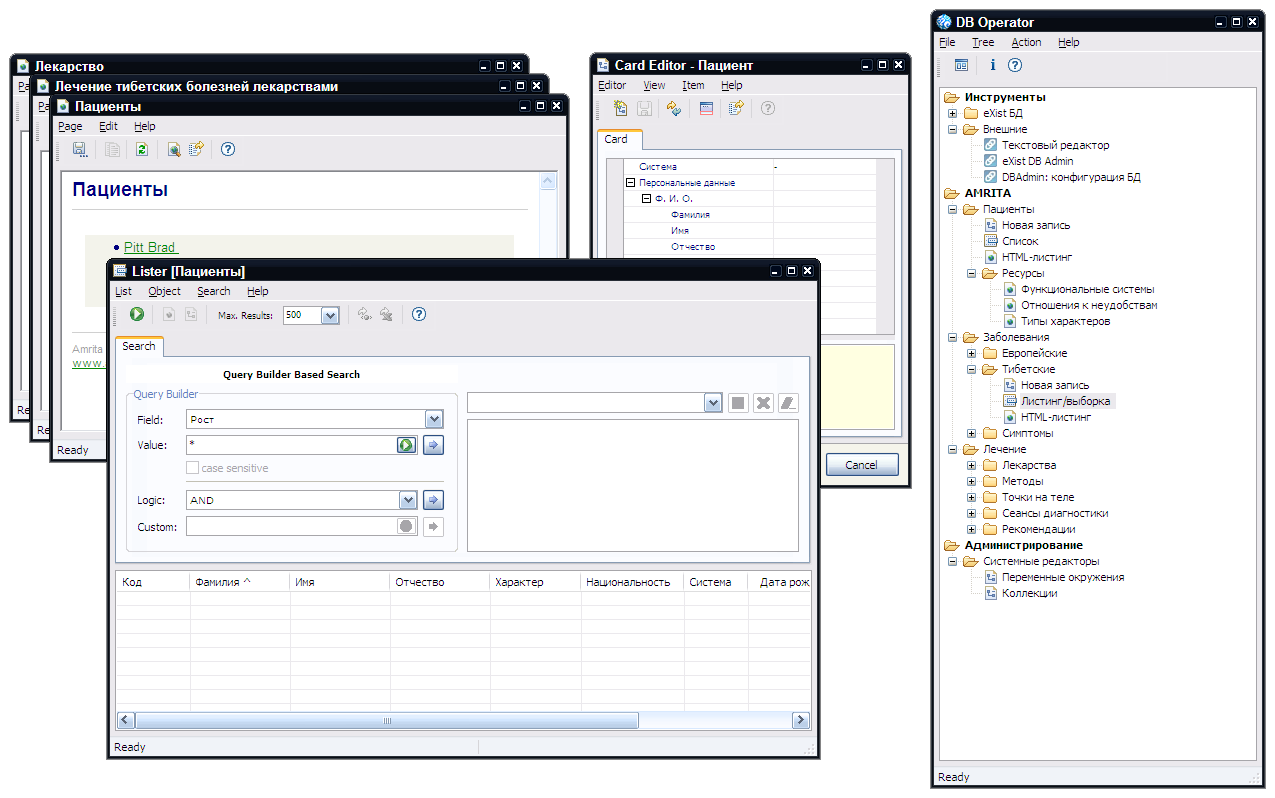 Лекарство
Ра
Лечение тибетских болезней лекарствами
Ра
Пациенты
Page Edit Help
Пациенты
Pitt Brad
Amrita
www.
Re
Re
Ready
Card Editor - Пациент
Editor View Item Help
Card
Система -
Персональные данные
Ф. И. О.
Фамилия
Имя
Отчество
Cancel
Lister [Пациенты]
List Object Search Help
Max. Results: 500
Search
Query Builder Based Search
Query Builder
Field: Рост
Value: *
case sensitive
Logic: AND
Custom:
Код Фамилия ^ Имя Отчество Характер Национальность Система Дата рож
Ready
DB Operator
File Tree Action Help
Инструменты
eXist БД
Внешние
Текстовый редактор
eXist DB Admin
DBAdmin: конфигурация БД
AMRITA
Пациенты
Новая запись
Список
HTML-листинг
Ресурсы
Функциональные системы
Отношения к неудобствам
Типы характеров
Заболевания
Европейские
Тибетские
Новая запись
Листинг/выборка
HTML-листинг
Симптомы
Лечение
Лекарства
Методы
Точки на теле
Сеансы диагностики
Рекомендации
Администрирование
Системные редакторы
Переменные окружения
Коллекции
Ready